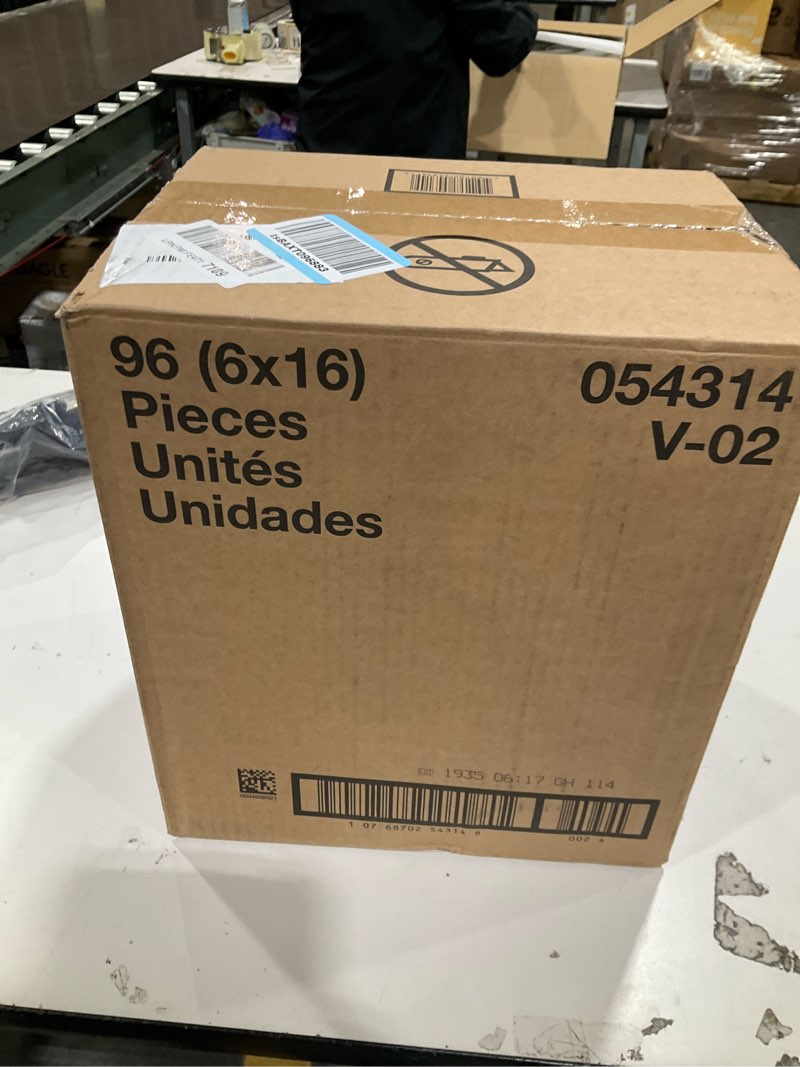 7109
96 (6x16)
Pieces
Unités
Unidades
054314
V-02
1935 06:17 GH 114
1 07 68702 54314 6
002 4